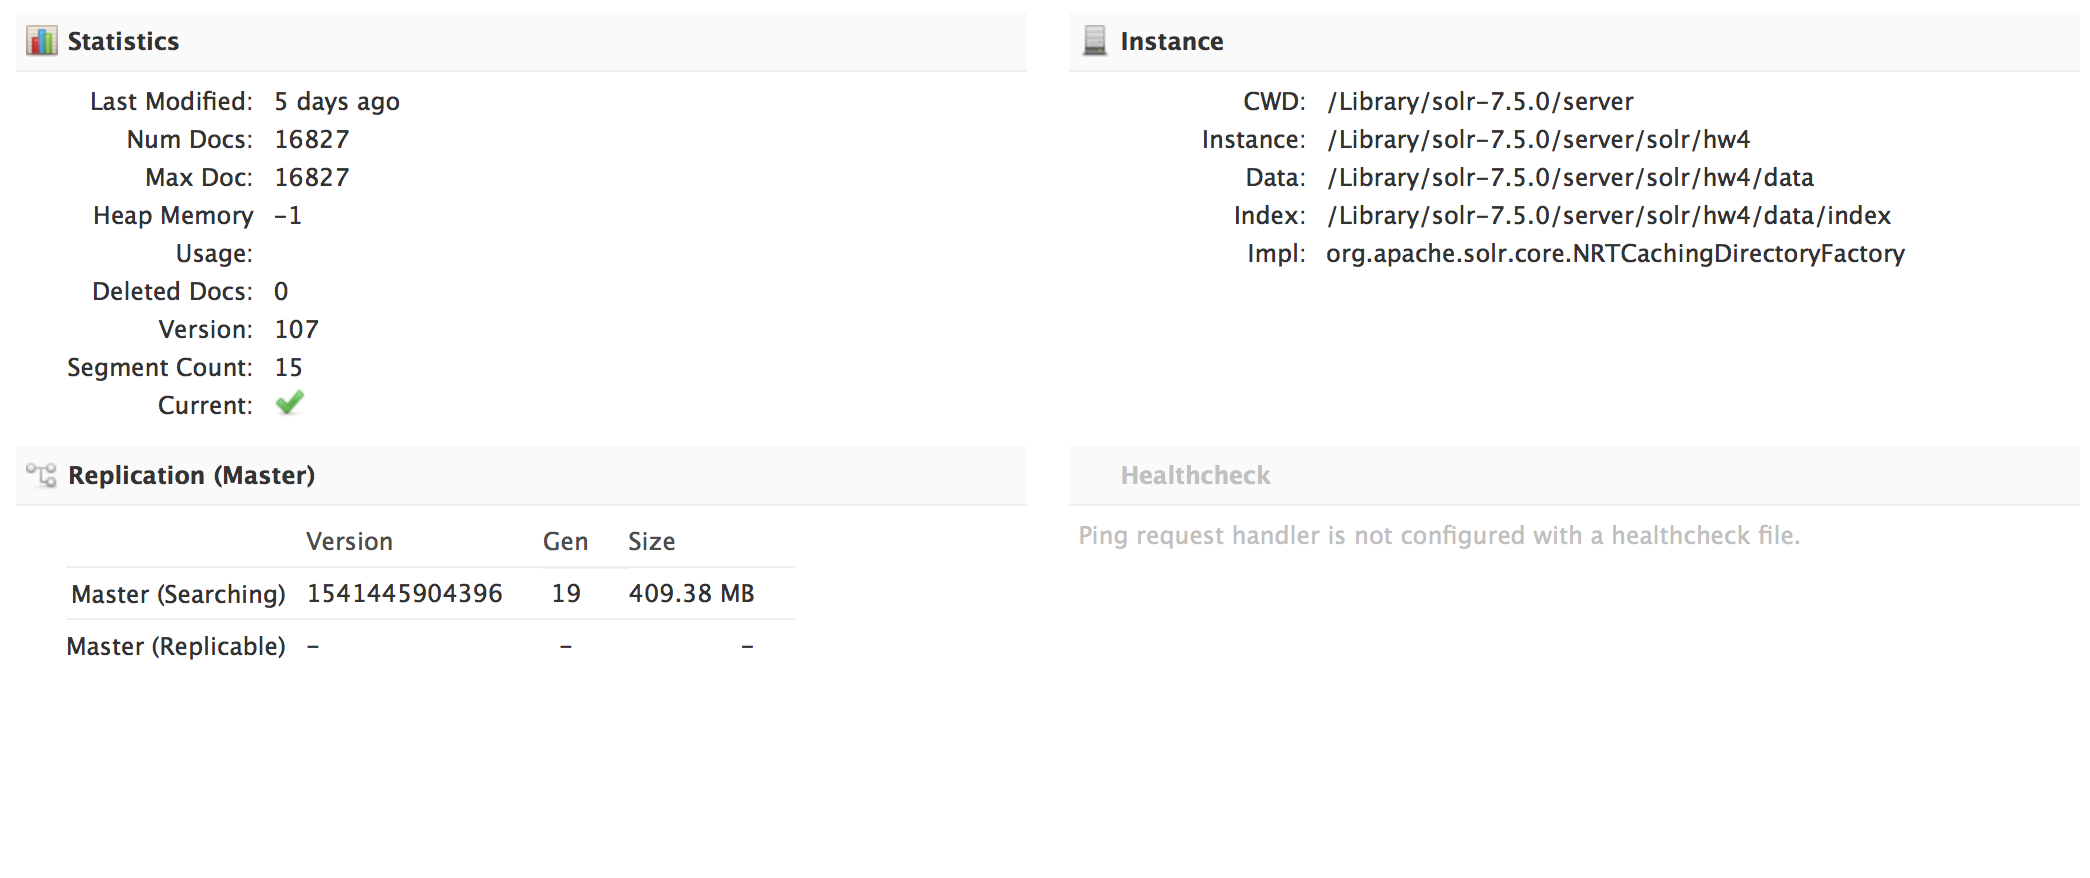 Statistics
Last Modified: 5 days ago
Num Docs: 16827
Max Doc: 16827
Heap Memory Usage: -1
Deleted Docs: 0
Version: 107
Segment Count: 15
Current:
Instance
CWD: /Library/solr-7.5.0/server
Instance: /Library/solr-7.5.0/server/solr/hw4
Data: /Library/solr-7.5.0/server/solr/hw4/data
Index: /Library/solr-7.5.0/server/solr/hw4/data/index
Impl: org.apache.solr.core.NRTCachingDirectoryFactory
Replication (Master)
Version Gen Size
Master (Searching) 1541445904396 19 409.38 MB
Master (Replicable) - - -
Healthcheck
Ping request handler is not configured with a healthcheck file.